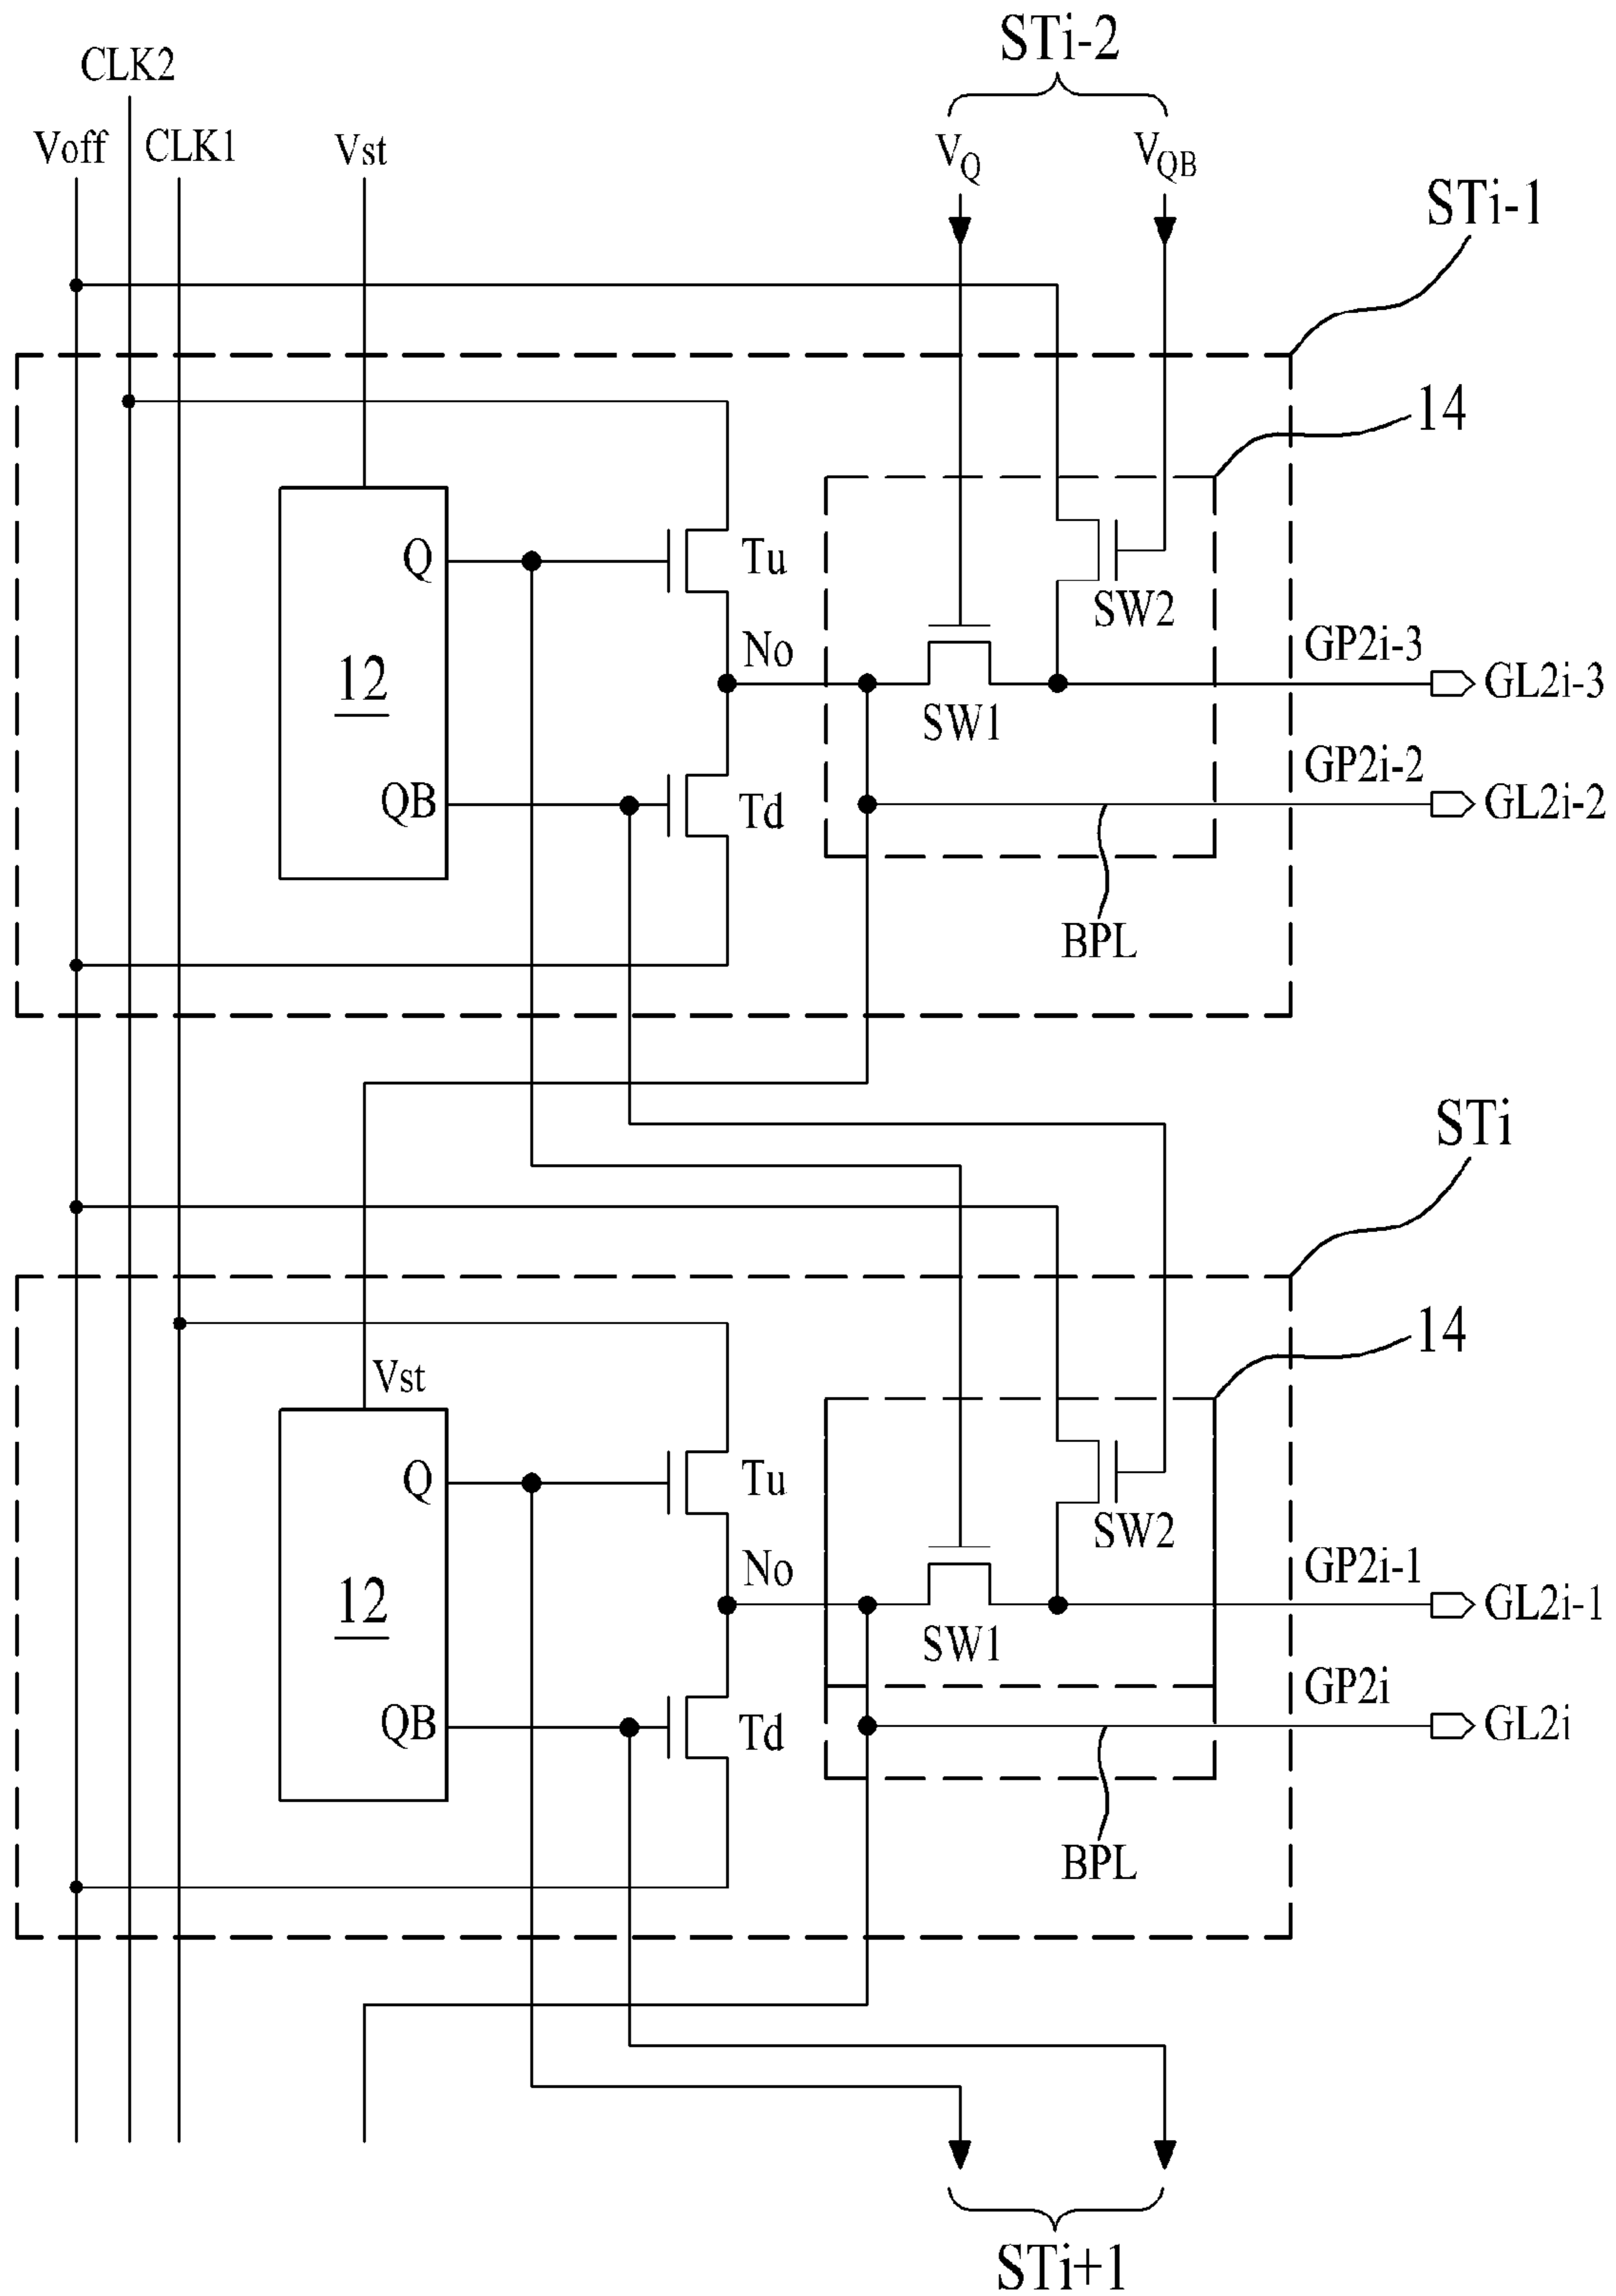 STi-2
CLK2
Voff
CLK1
Vst
VQ
VQB
STi-1
14
Q
Tu
SW2
12
No
GP2i-3
GL2i-3
SW1
QB
Td
GP2i-2
GL2i-2
BPL
STi
14
Vst
Q
Tu
SW2
12
No
GP2i-1
GL2i-1
SW1
QB
Td
GP2i
GL2i
BPL
STi+1